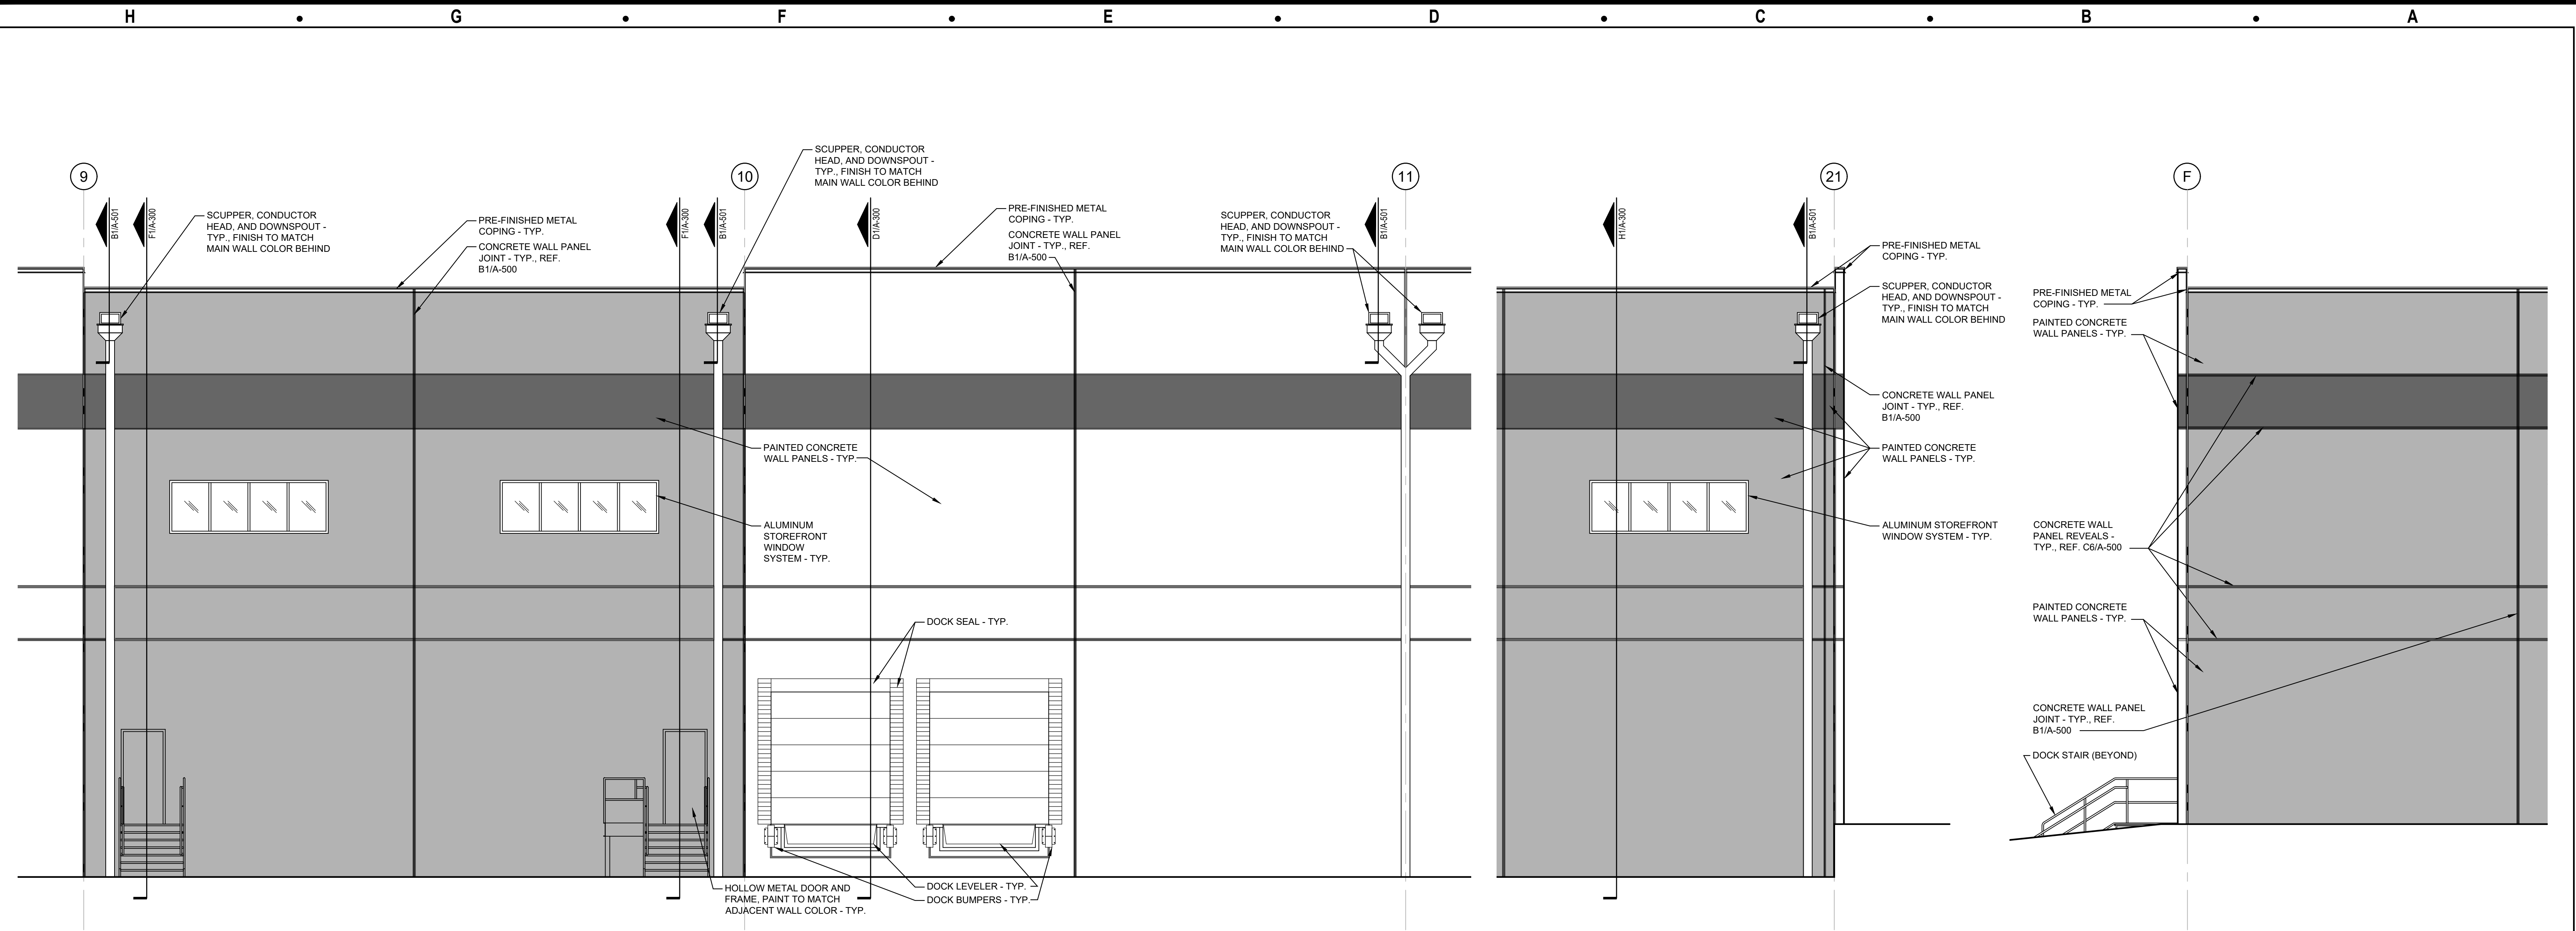 H G F E D C B A
9
10
11
21
F
B1/A-501
F1/A-300
F1/A-300
B1/A-501
D1/A-300
B1/A-501
H1/A-300
B1/A-501
SCUPPER, CONDUCTOR
HEAD, AND DOWNSPOUT -
TYP., FINISH TO MATCH
MAIN WALL COLOR BEHIND
PRE-FINISHED METAL
COPING - TYP.
CONCRETE WALL PANEL
JOINT - TYP., REF.
B1/A-500
SCUPPER, CONDUCTOR
HEAD, AND DOWNSPOUT -
TYP., FINISH TO MATCH
MAIN WALL COLOR BEHIND
PRE-FINISHED METAL
COPING - TYP.
CONCRETE WALL PANEL
JOINT - TYP., REF.
B1/A-500
SCUPPER, CONDUCTOR
HEAD, AND DOWNSPOUT -
TYP., FINISH TO MATCH
MAIN WALL COLOR BEHIND
PAINTED CONCRETE
WALL PANELS - TYP.
ALUMINUM
STOREFRONT
WINDOW
SYSTEM - TYP.
DOCK SEAL - TYP.
HOLLOW METAL DOOR AND
FRAME, PAINT TO MATCH
ADJACENT WALL COLOR - TYP.
DOCK LEVELER - TYP.
DOCK BUMPERS - TYP.
PRE-FINISHED METAL
COPING - TYP.
SCUPPER, CONDUCTOR
HEAD, AND DOWNSPOUT -
TYP., FINISH TO MATCH
MAIN WALL COLOR BEHIND
CONCRETE WALL PANEL
JOINT - TYP., REF.
B1/A-500
PAINTED CONCRETE
WALL PANELS - TYP.
ALUMINUM STOREFRONT
WINDOW SYSTEM - TYP.
PRE-FINISHED METAL
COPING - TYP.
PAINTED CONCRETE
WALL PANELS - TYP.
CONCRETE WALL
PANEL REVEALS -
TYP., REF. C6/A-500
PAINTED CONCRETE
WALL PANELS - TYP.
CONCRETE WALL PANEL
JOINT - TYP., REF.
B1/A-500
DOCK STAIR (BEYOND)